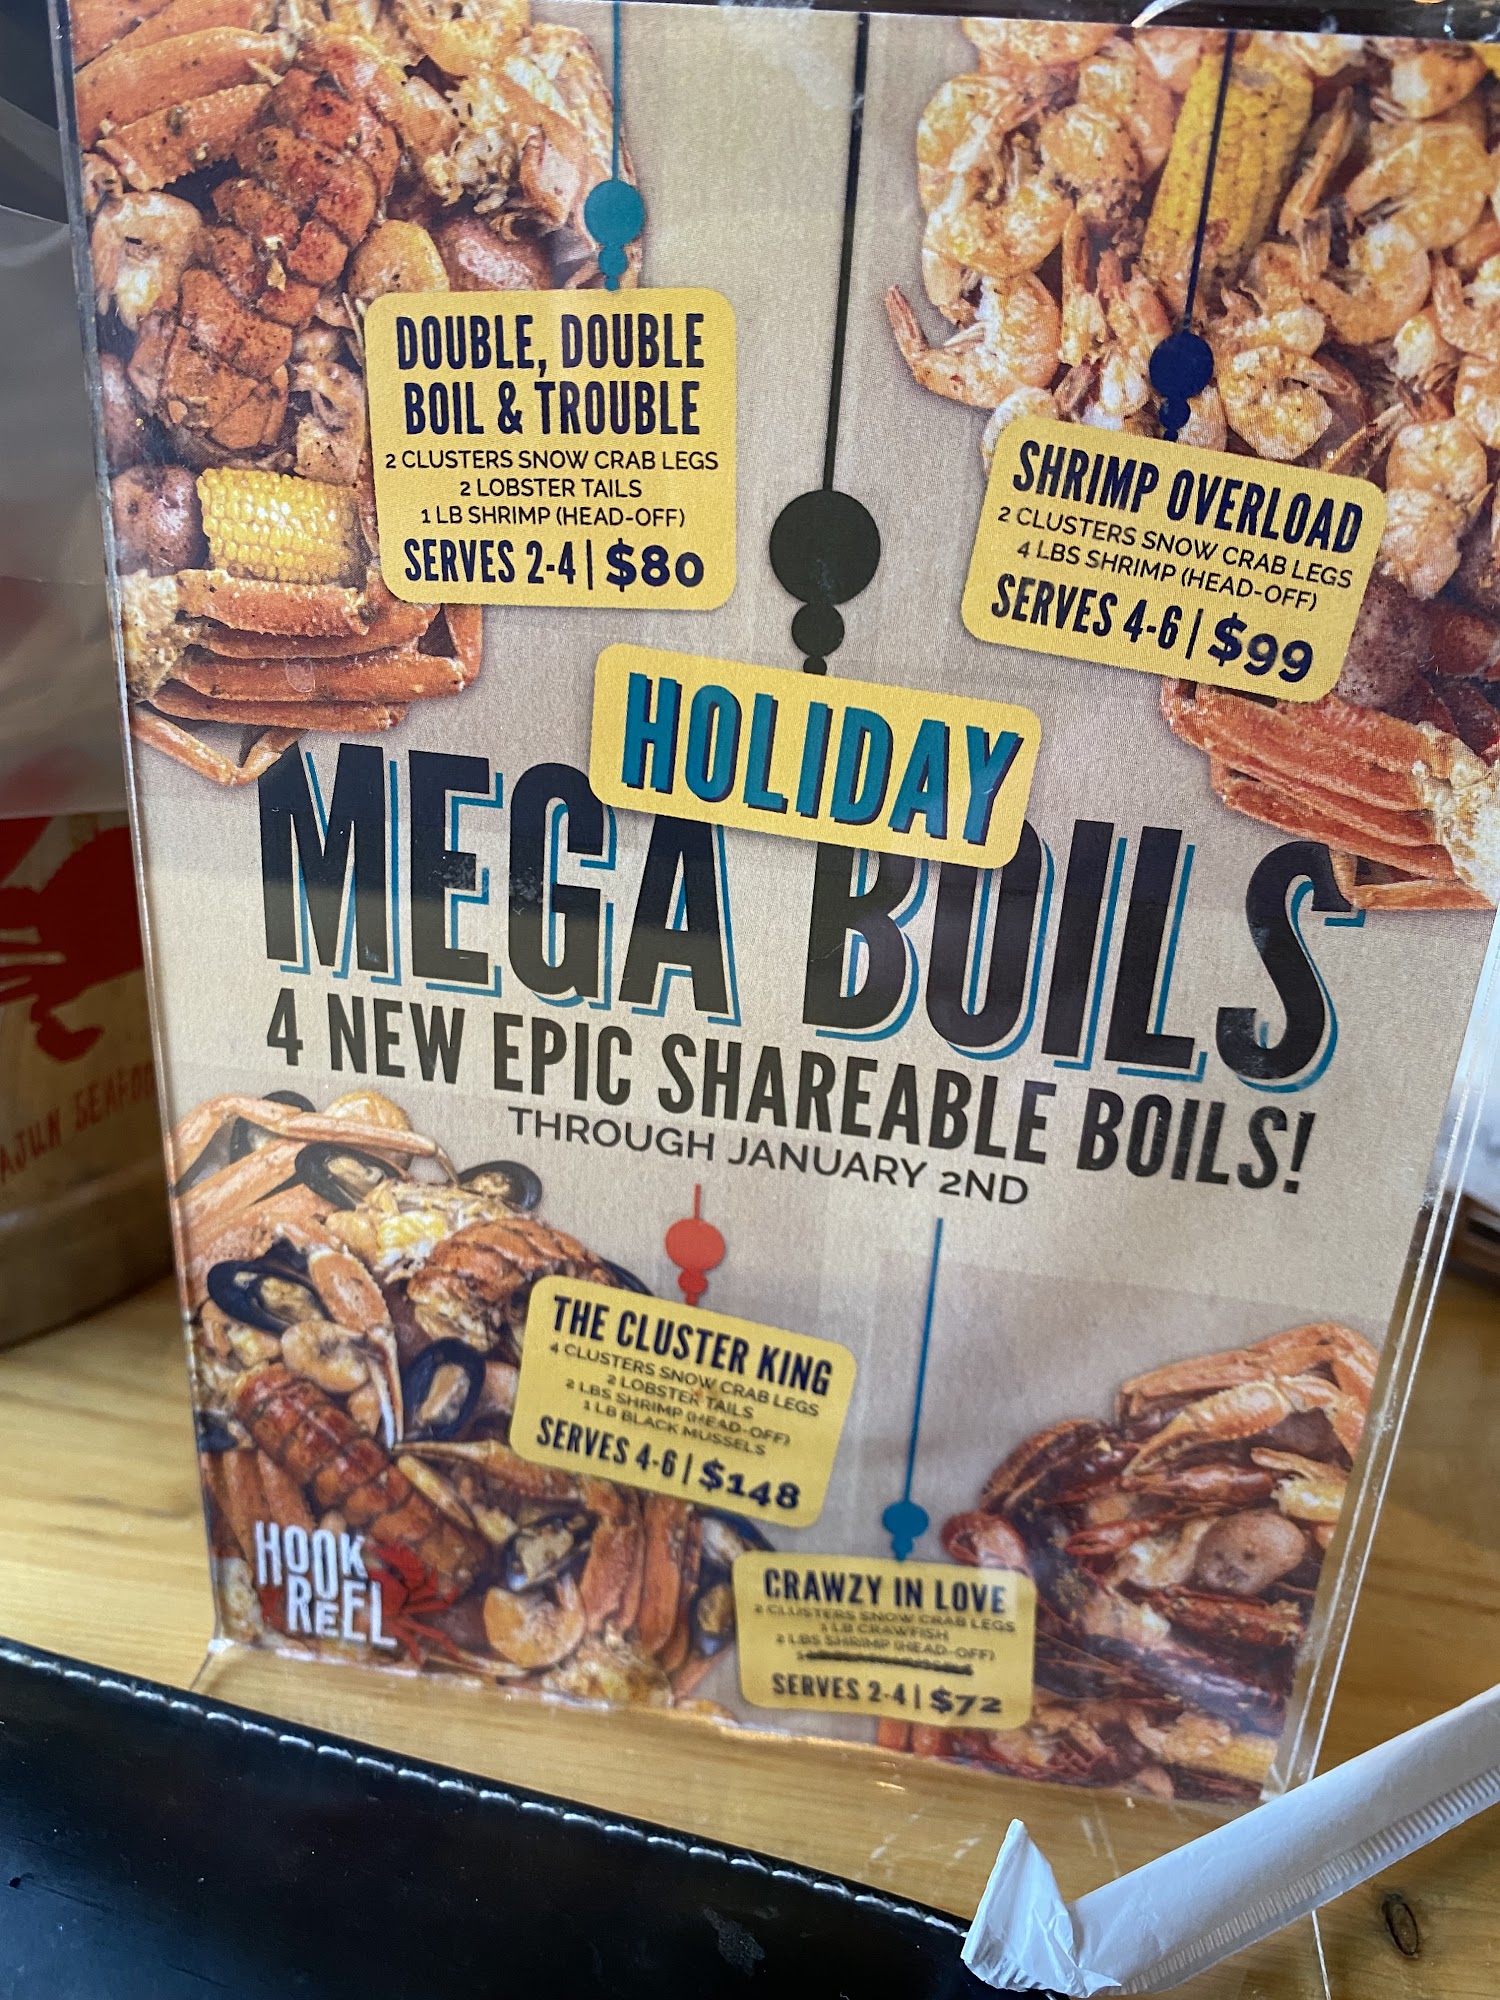 DOUBLE, DOUBLE
BOIL & TROUBLE
2 CLUSTERS SNOW CRAB LEGS
2 LOBSTER TAILS
1 LB SHRIMP (HEAD-OFF)
SERVES 2-4 | $80
SHRIMP OVERLOAD
2 CLUSTERS SNOW CRAB LEGS
4 LBS SHRIMP (HEAD-OFF)
SERVES 4-6 | $99
HOLIDAY
MEGA BOILS
4 NEW EPIC SHAREABLE BOILS!
THROUGH JANUARY 2ND
THE CLUSTER KING
4 CLUSTERS SNOW CRAB LEGS
2 LOBSTER TAILS
2 LBS SHRIMP (HEAD-OFF)
1 LB BLACK MUSSELS
SERVES 4-6 | $148
CRAWZY IN LOVE
2 CLUSTERS SNOW CRAB LEGS
1 LB CRAWFISH
2 LBS SHRIMP (HEAD-OFF)
SERVES 2-4 | $72
HOOK
REEL
AJUN SEAFOO